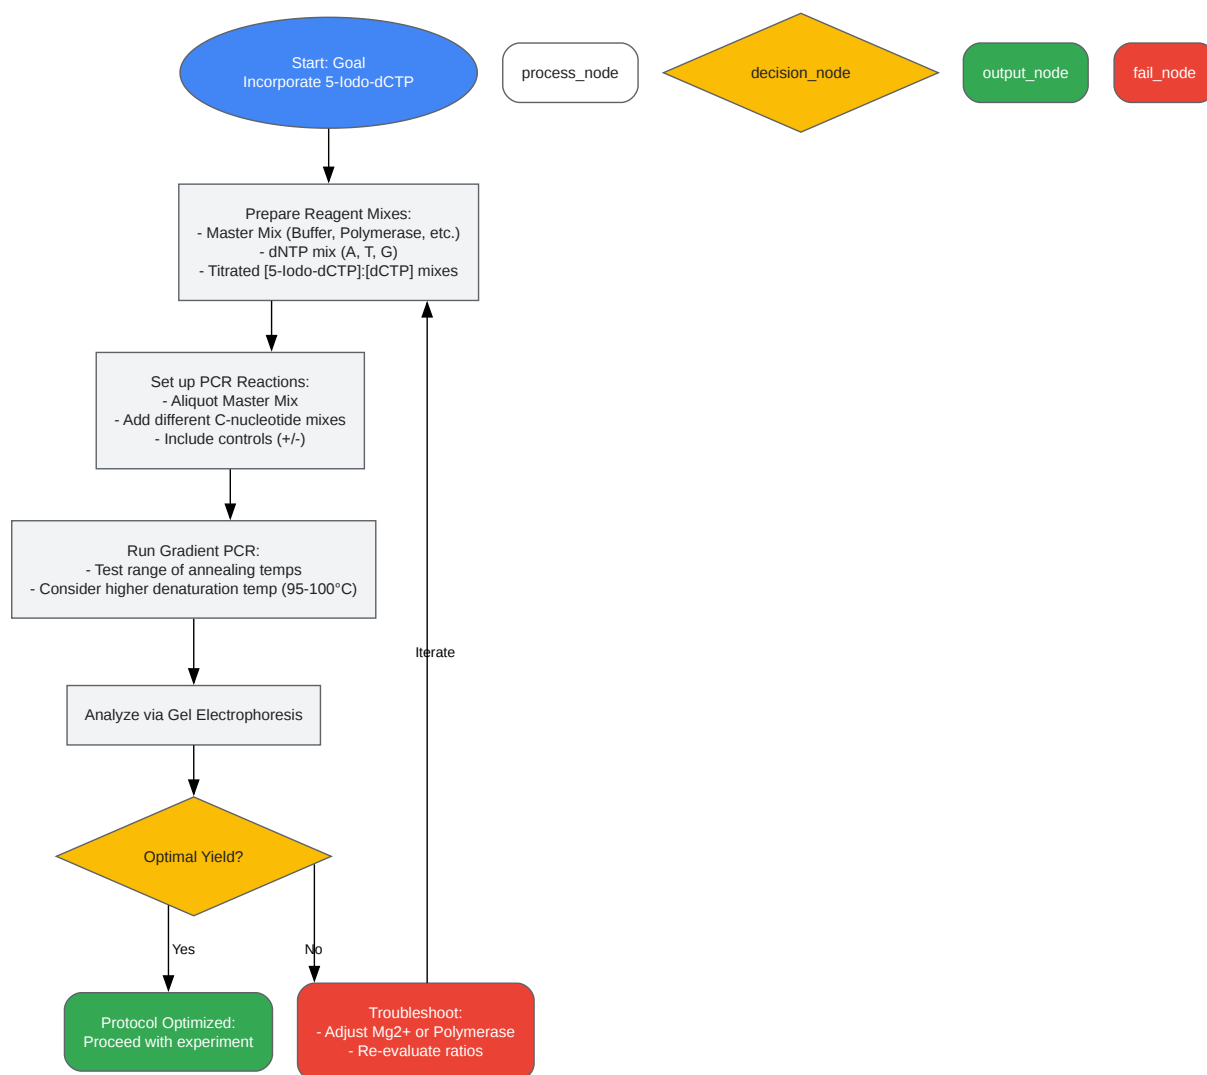 Start: Goal
Incorporate 5-Iodo-dCTP
process_node
decision_node
output_node
fail_node
Prepare Reagent Mixes:
- Master Mix (Buffer, Polymerase, etc.)
- dNTP mix (A, T, G)
- Titrated [5-Iodo-dCTP]:[dCTP] mixes
Set up PCR Reactions:
- Aliquot Master Mix
- Add different C-nucleotide mixes
- Include controls (+/-)
Run Gradient PCR:
- Test range of annealing temps
- Consider higher denaturation temp (95-100°C)
Iterate
Analyze via Gel Electrophoresis
Optimal Yield?
Yes
No
Protocol Optimized:
Proceed with experiment
Troubleshoot:
- Adjust Mg2+ or Polymerase
- Re-evaluate ratios